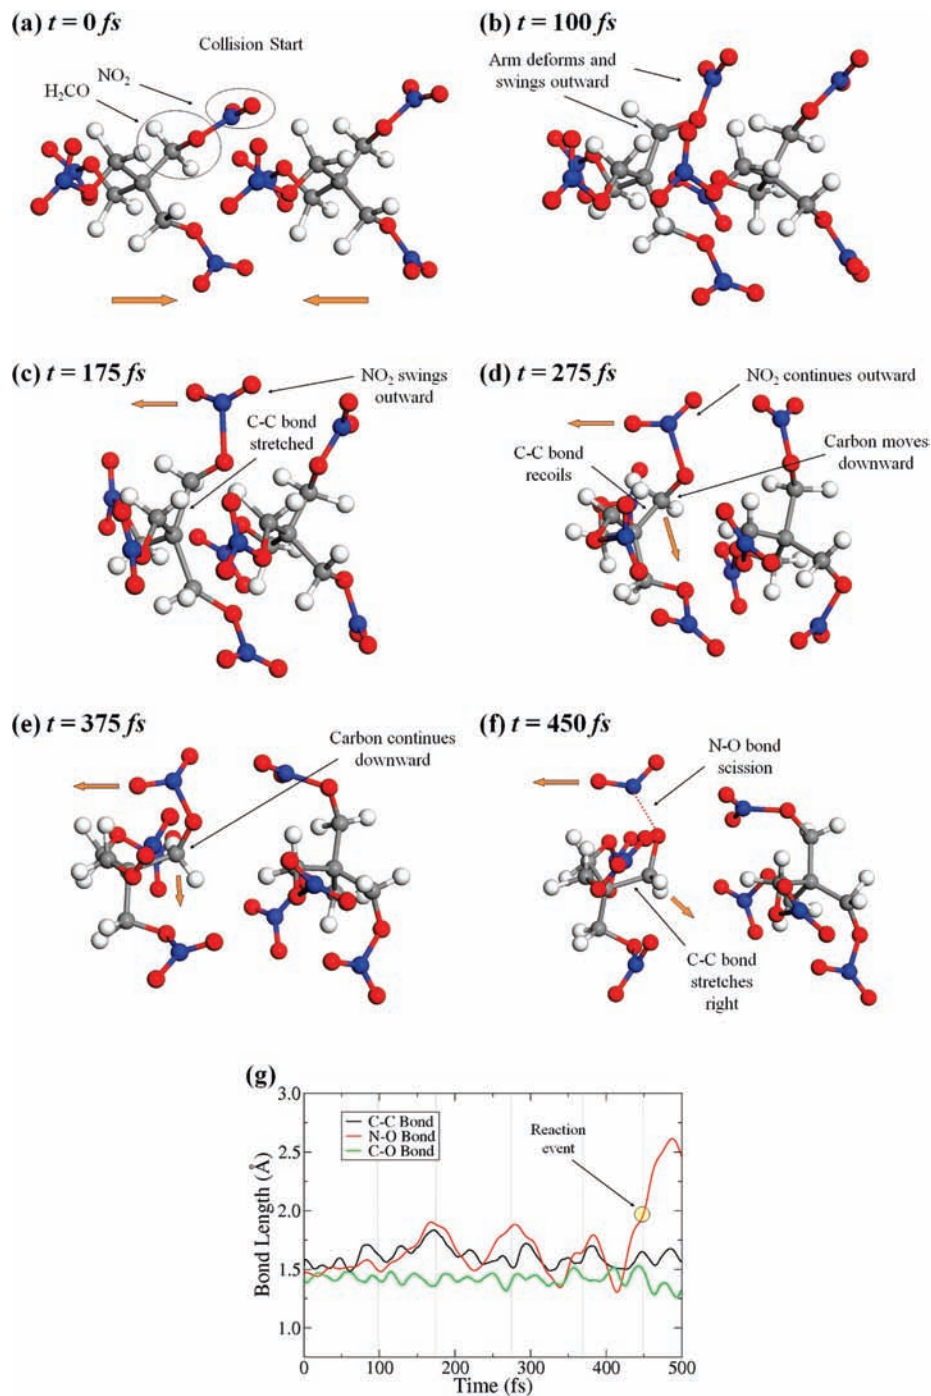 (a) t = 0 fs
Collision Start
NO₂
H₂CO
(b) t = 100 fs
Arm deforms and
swings outward
(c) t = 175 fs
NO₂ swings
outward
C-C bond
stretched
(d) t = 275 fs
NO₂ continues outward
C-C bond
recoils
Carbon moves
downward
(e) t = 375 fs
Carbon continues
downward
(f) t = 450 fs
N-O bond
scission
C-C bond
stretches
right
(g)
3.0
2.5
2.0
1.5
1.0
Bond Length (Å)
C-C Bond
N-O Bond
C-O Bond
Reaction
event
0 100 200 300 400 500
Time (fs)